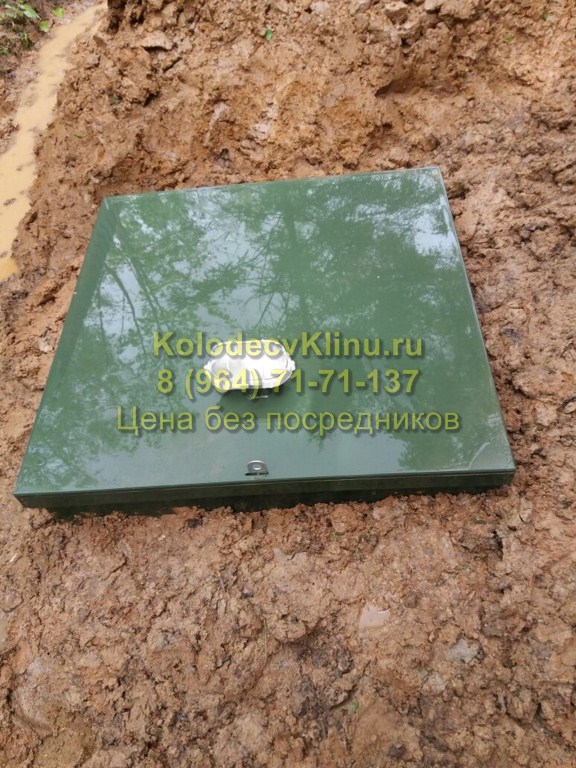 KolodecyKlinu.ru
8 (964) 71-71-137
Цена без посредников